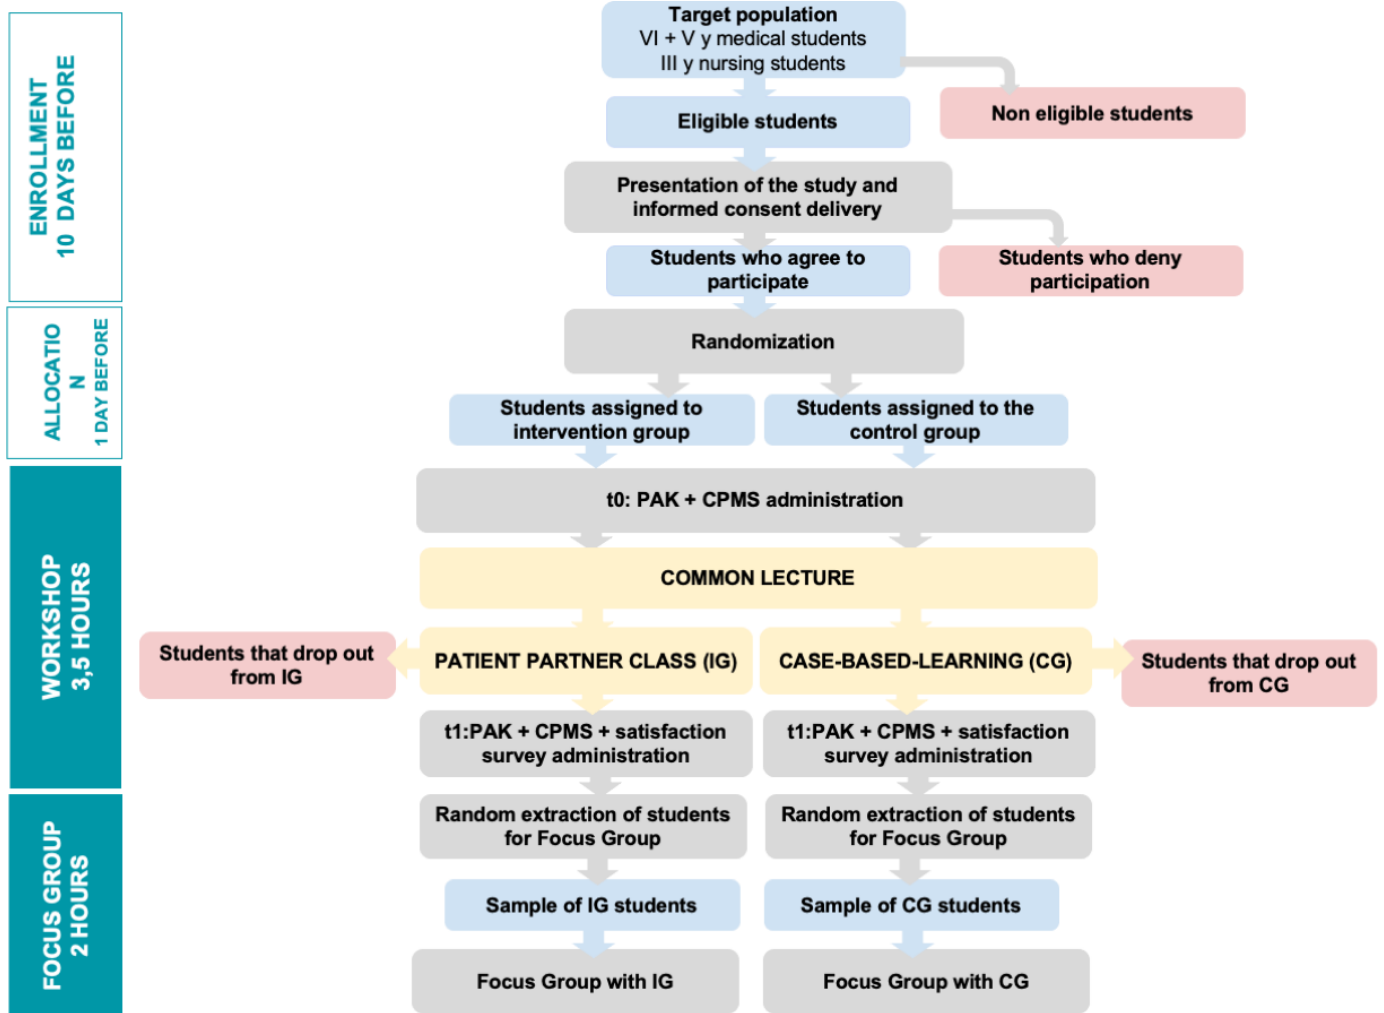 ENROLLMENT
10 DAYS BEFORE
Target population
VI + V y medical students
III y nursing students
Non eligible students
Eligible students
Presentation of the study and
informed consent delivery
Students who agree to
participate
Students who deny
participation
ALLOCATIO
N
1 DAY BEFORE
Randomization
Students assigned to
intervention group
Students assigned to the
control group
WORKSHOP
3,5 HOURS
t0: PAK + CPMS administration
COMMON LECTURE
Students that drop out
from IG
PATIENT PARTNER CLASS (IG)
CASE-BASED-LEARNING (CG)
Students that drop out
from CG
t1:PAK + CPMS + satisfaction
survey administration
t1:PAK + CPMS + satisfaction
survey administration
FOCUS GROUP
2 HOURS
Random extraction of students
for Focus Group
Random extraction of students
for Focus Group
Sample of IG students
Sample of CG students
Focus Group with IG
Focus Group with CG